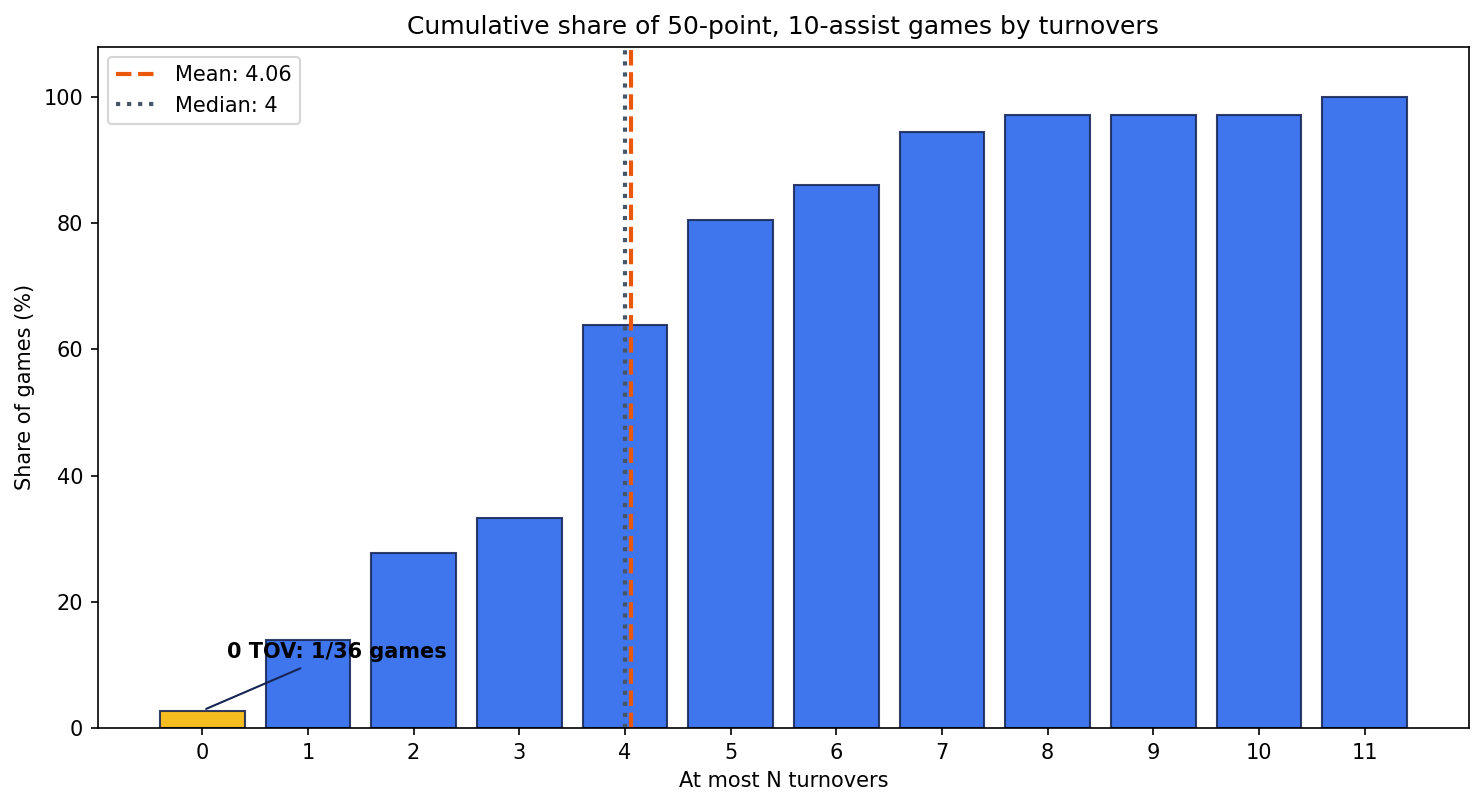 Cumulative share of 50-point, 10-assist games by turnovers
Mean: 4.06
Median: 4
Share of games (%)
100
80
60
40
20
0
0 TOV: 1/36 games
0 1 2 3 4 5 6 7 8 9 10 11
At most N turnovers